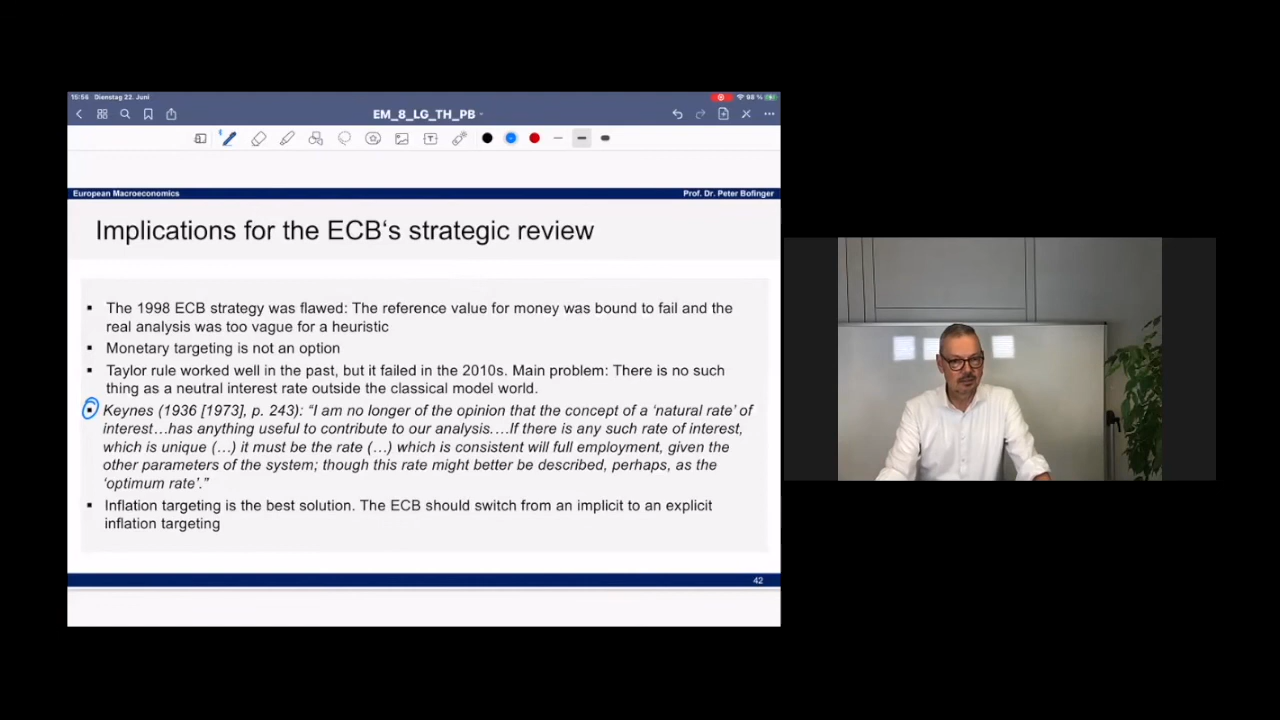 15:56 Dienstag 22. Juni
98 %
EM_8_LG_TH_PB
European Macroeconomics
Prof. Dr. Peter Bofinger
Implications for the ECB‘s strategic review
▪ The 1998 ECB strategy was flawed: The reference value for money was bound to fail and the
real analysis was too vague for a heuristic
▪ Monetary targeting is not an option
▪ Taylor rule worked well in the past, but it failed in the 2010s. Main problem: There is no such
thing as a neutral interest rate outside the classical model world.
▪ Keynes (1936 [1973], p. 243): “I am no longer of the opinion that the concept of a ‘natural rate’ of
interest…has anything useful to contribute to our analysis.…If there is any such rate of interest,
which is unique (…) it must be the rate (…) which is consistent will full employment, given the
other parameters of the system; though this rate might better be described, perhaps, as the
‘optimum rate’.”
▪ Inflation targeting is the best solution. The ECB should switch from an implicit to an explicit
inflation targeting
42